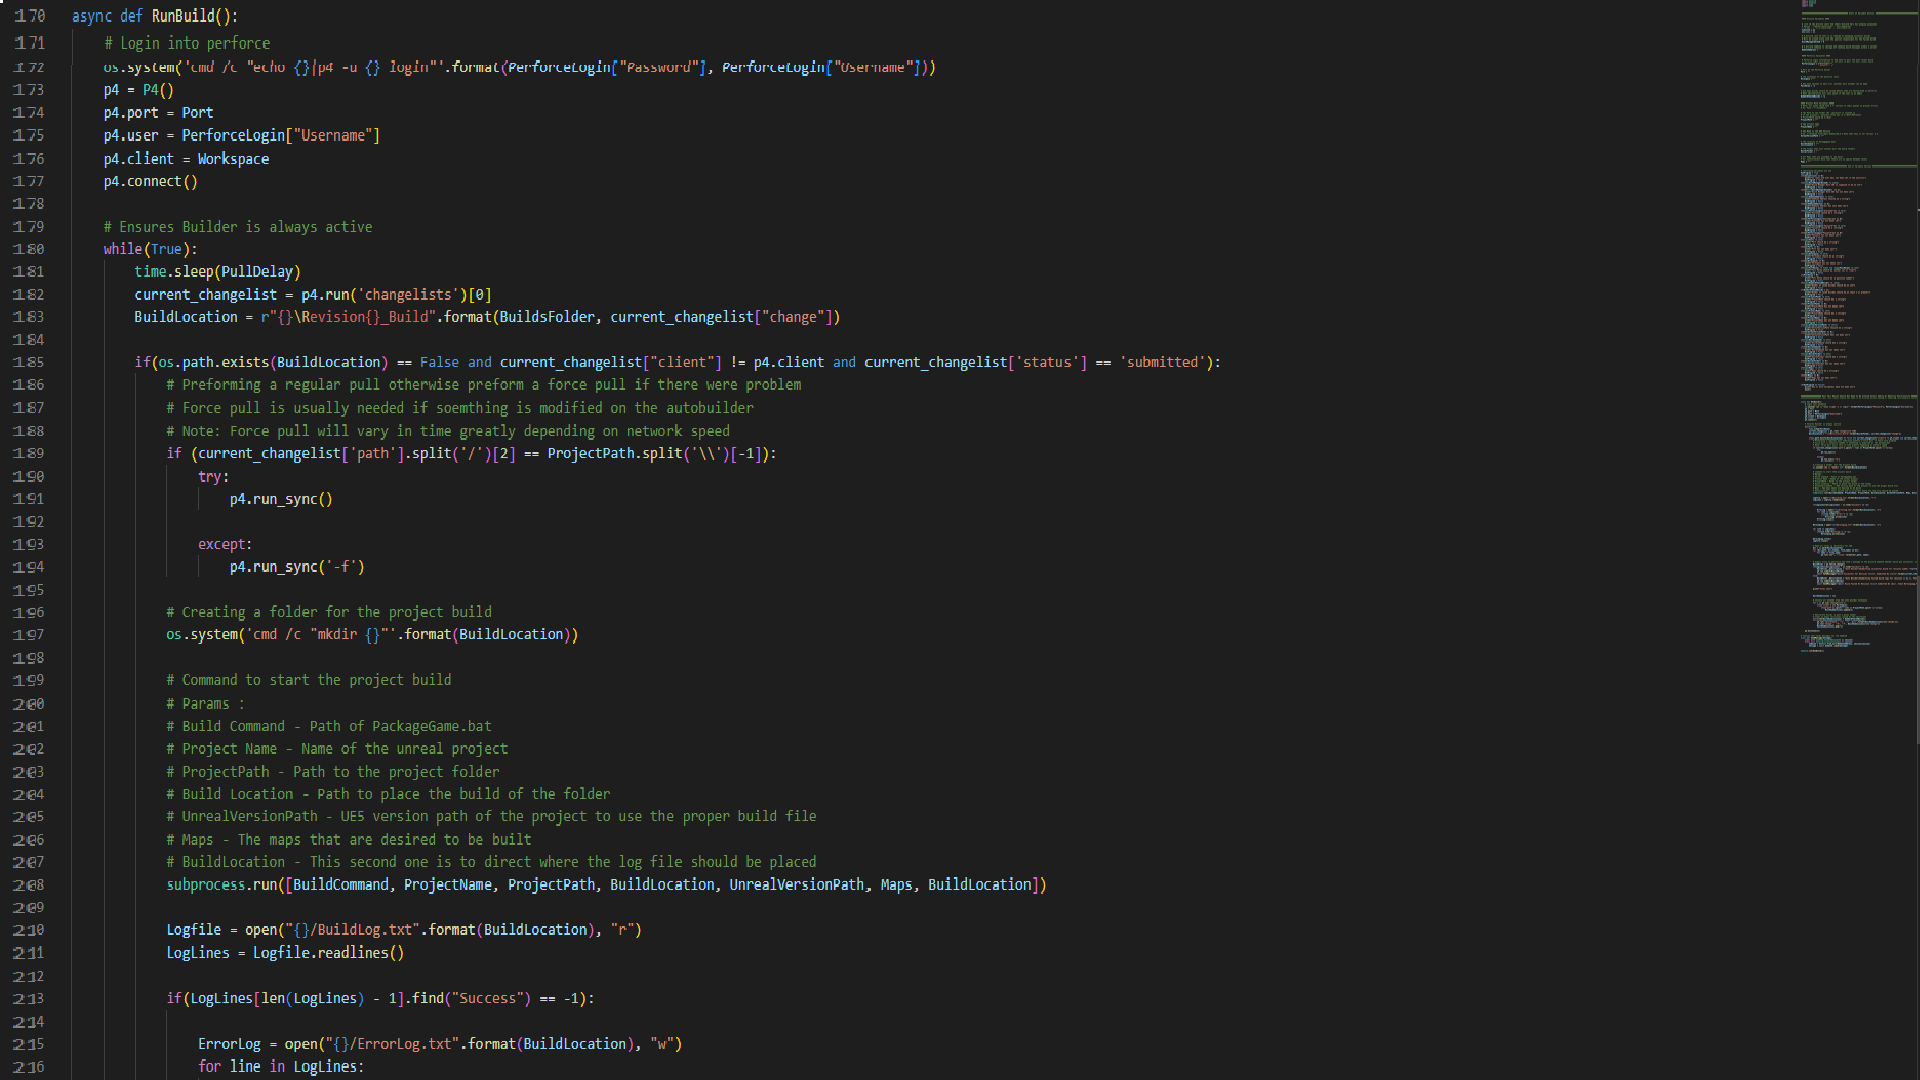 170 async def RunBuild():
171 # Login into perforce
172 os.system('cmd /c "echo {}|p4 -u {} login"'.format(PerforceLogin["Password"], PerforceLogin["Username"]))
173 p4 = P4()
174 p4.port = Port
175 p4.user = PerforceLogin["Username"]
176 p4.client = Workspace
177 p4.connect()
178
179 # Ensures Builder is always active
180 while(True):
181 time.sleep(PullDelay)
182 current_changelist = p4.run('changelists')[0]
183 BuildLocation = r"{}\Revision{}_Build".format(BuildsFolder, current_changelist["change"])
184
185 if(os.path.exists(BuildLocation) == False and current_changelist["client"] != p4.client and current_changelist['status'] == 'submitted'):
186 # Preforming a regular pull otherwise preform a force pull if there were problem
187 # Force pull is usually needed if soemthing is modified on the autobuilder
188 # Note: Force pull will vary in time greatly depending on network speed
189 if (current_changelist['path'].split('/')[2] == ProjectPath.split('\\')[-1]):
190 try:
191 p4.run_sync()
192
193 except:
194 p4.run_sync('-f')
195
196 # Creating a folder for the project build
197 os.system('cmd /c "mkdir {}"'.format(BuildLocation))
198
199 # Command to start the project build
200 # Params :
201 # Build Command - Path of PackageGame.bat
202 # Project Name - Name of the unreal project
203 # ProjectPath - Path to the project folder
204 # Build Location - Path to place the build of the folder
205 # UnrealVersionPath - UE5 version path of the project to use the proper build file
206 # Maps - The maps that are desired to be built
207 # BuildLocation - This second one is to direct where the log file should be placed
208 subprocess.run([BuildCommand, ProjectName, ProjectPath, BuildLocation, UnrealVersionPath, Maps, BuildLocation])
209
210 Logfile = open("{}/BuildLog.txt".format(BuildLocation), "r")
211 LogLines = Logfile.readlines()
212
213 if(LogLines[len(LogLines) - 1].find("Success") == -1):
214
215 ErrorLog = open("{}/ErrorLog.txt".format(BuildLocation), "w")
216 for line in LogLines: